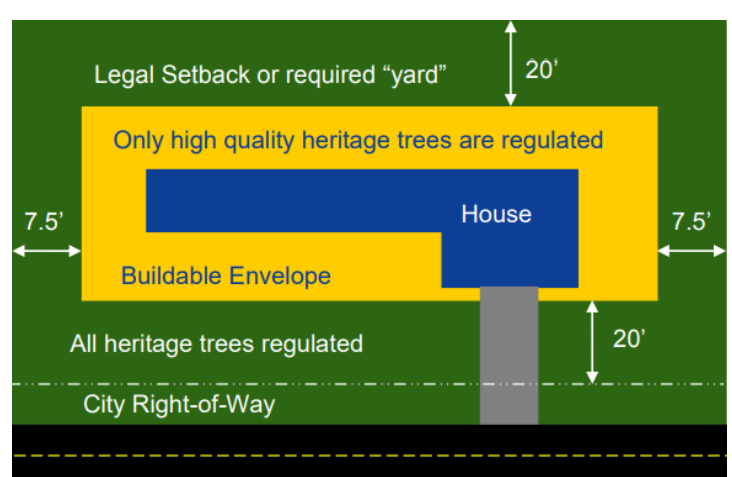 Legal Setback or required “yard”
20’
Only high quality heritage trees are regulated
7.5’
House
7.5’
Buildable Envelope
All heritage trees regulated
20’
City Right-of-Way